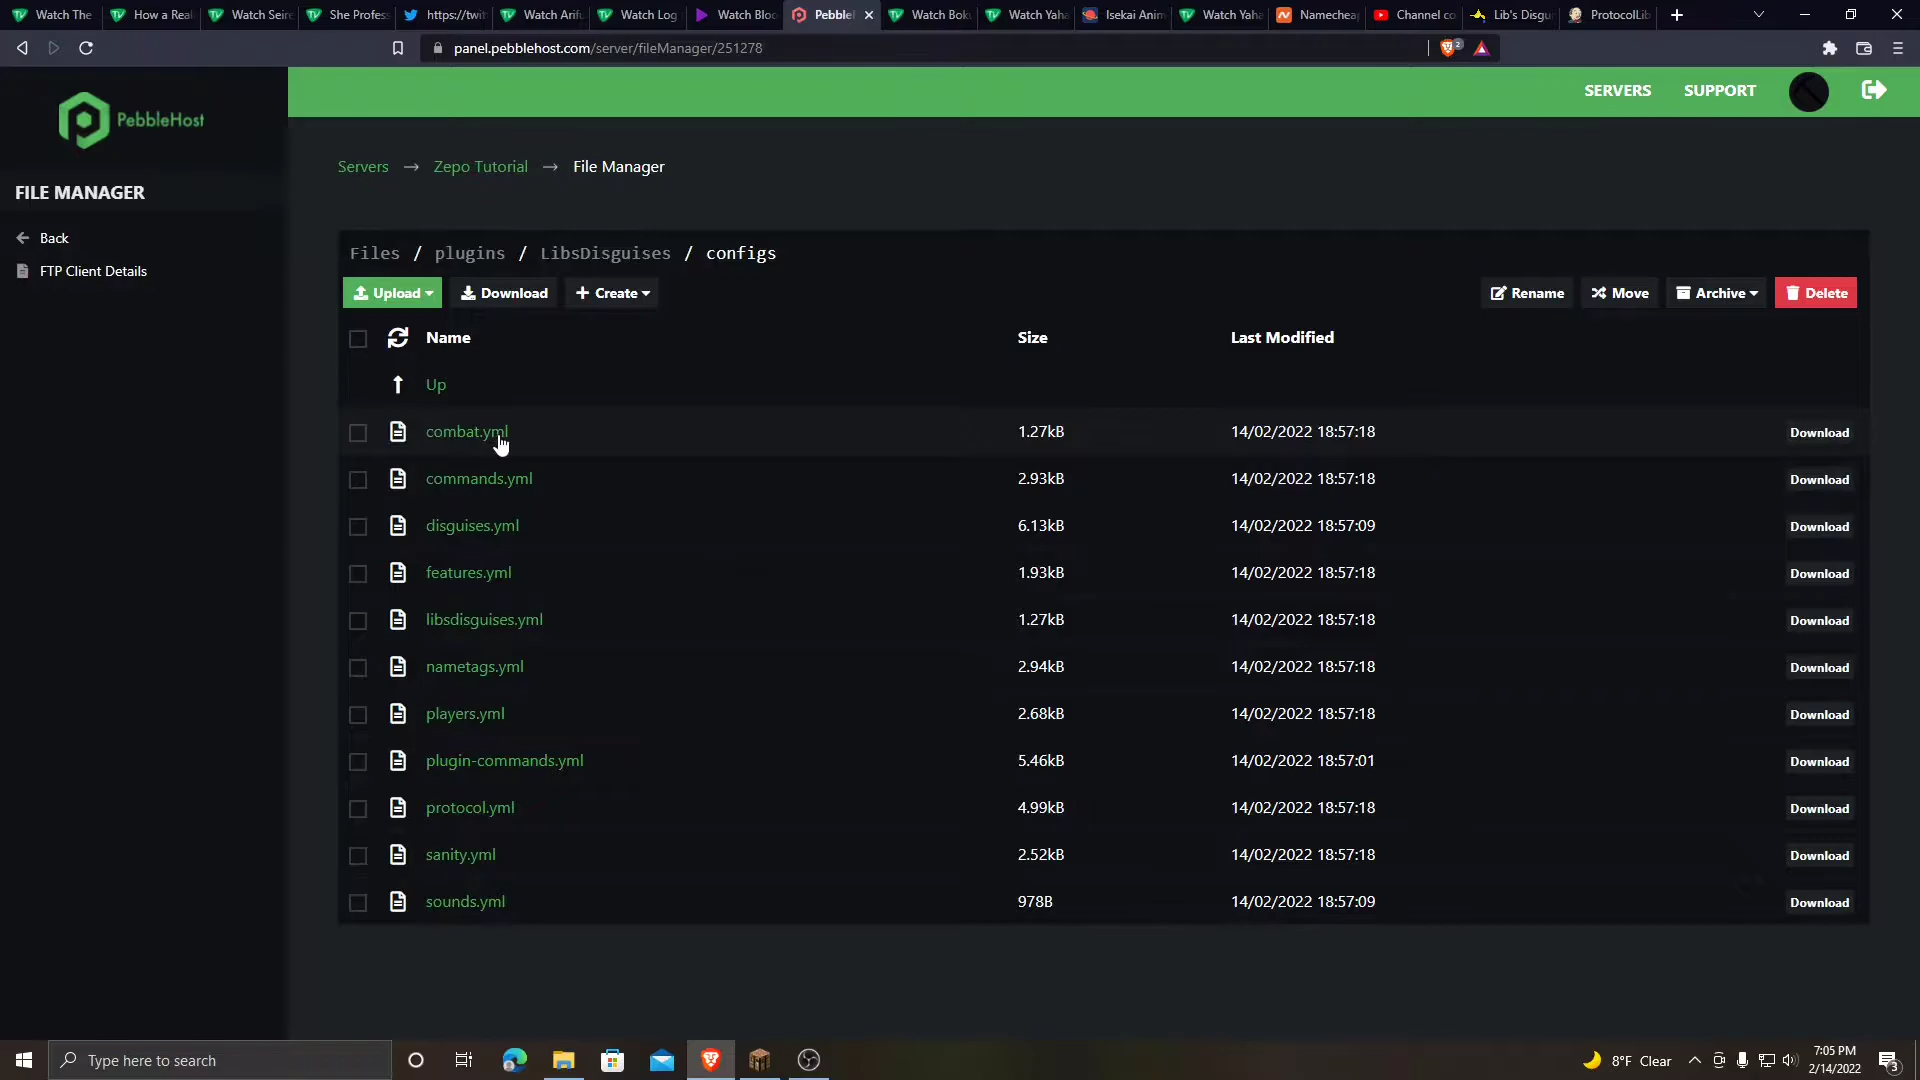 Watch The
How a Rea
Watch Seire
She Profes
https://twit
Watch Arifu
Watch Log
Watch Bloo
Pebblel
Watch Boku
Watch Yaha
Isekai Anim
Watch Yaha
Namecheap
Channel co
Lib's Disgu
ProtocolLib
panel.pebblehost.com/server/fileManager/251278
2
PebbleHost
SERVERS
SUPPORT
FILE MANAGER
Back
FTP Client Details
Servers → Zepo Tutorial → File Manager
Files / plugins / LibsDisguises / configs
Upload Download + Create Rename Move Archive Delete
Name Size Last Modified
Up
combat.yml 1.27kB 14/02/2022 18:57:18 Download
commands.yml 2.93kB 14/02/2022 18:57:18 Download
disguises.yml 6.13kB 14/02/2022 18:57:09 Download
features.yml 1.93kB 14/02/2022 18:57:18 Download
libsdisguises.yml 1.27kB 14/02/2022 18:57:18 Download
nametags.yml 2.94kB 14/02/2022 18:57:18 Download
players.yml 2.68kB 14/02/2022 18:57:18 Download
plugin-commands.yml 5.46kB 14/02/2022 18:57:01 Download
protocol.yml 4.99kB 14/02/2022 18:57:18 Download
sanity.yml 2.52kB 14/02/2022 18:57:18 Download
sounds.yml 978B 14/02/2022 18:57:09 Download
Type here to search
8°F Clear
7:05 PM
2/14/2022
3